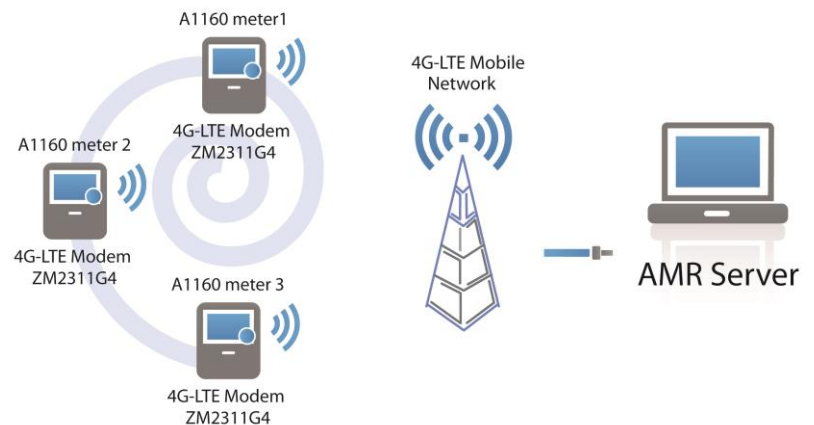 A1160 meter1
4G-LTE Modem
ZM2311G4
A1160 meter 2
4G-LTE Modem
ZM2311G4
A1160 meter 3
4G-LTE Modem
ZM2311G4
4G-LTE Mobile
Network
AMR Server